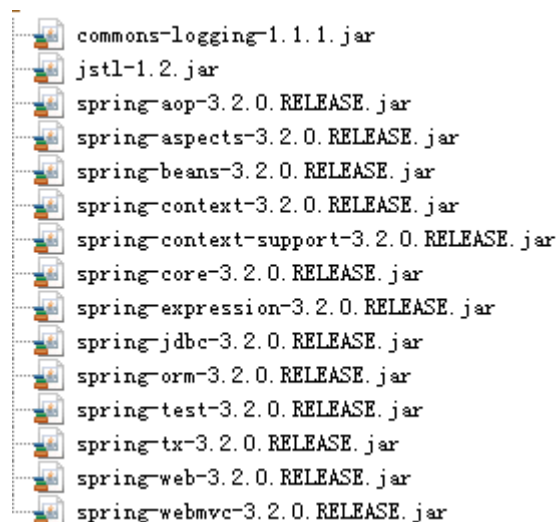 commons-logging-1.1.1.jar
jstl-1.2.jar
spring-aop-3.2.0.RELEASE.jar
spring-aspects-3.2.0.RELEASE.jar
spring-beans-3.2.0.RELEASE.jar
spring-context-3.2.0.RELEASE.jar
spring-context-support-3.2.0.RELEASE.jar
spring-core-3.2.0.RELEASE.jar
spring-expression-3.2.0.RELEASE.jar
spring-jdbc-3.2.0.RELEASE.jar
spring-orm-3.2.0.RELEASE.jar
spring-test-3.2.0.RELEASE.jar
spring-tx-3.2.0.RELEASE.jar
spring-web-3.2.0.RELEASE.jar
spring-webmvc-3.2.0.RELEASE.jar